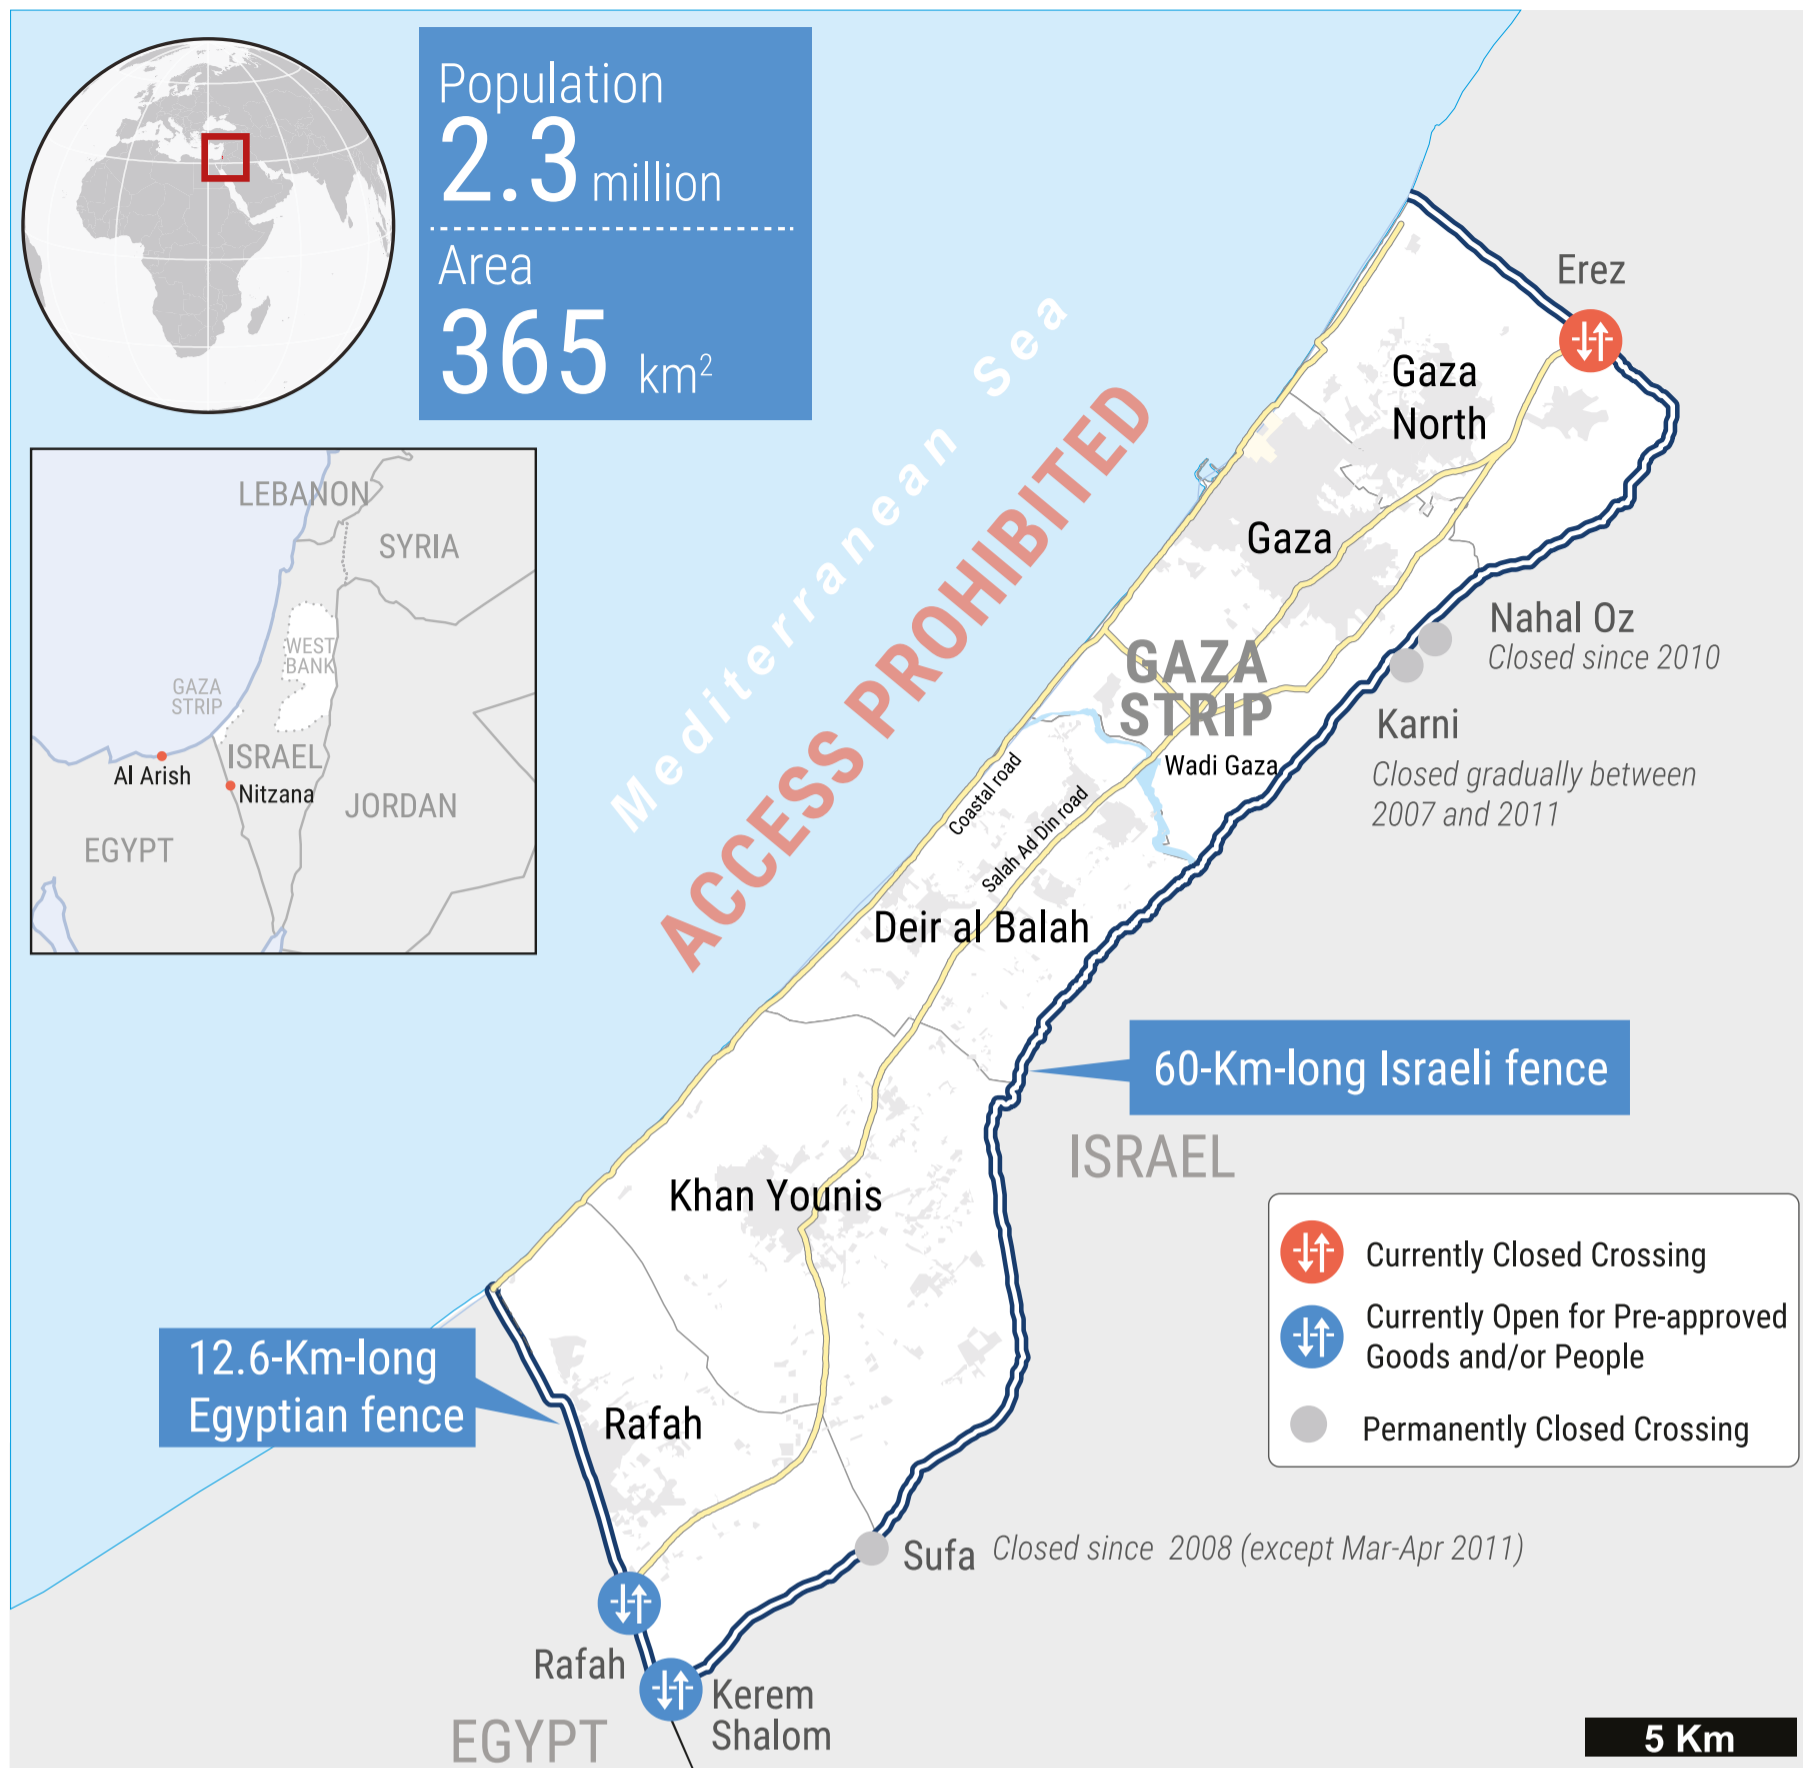 Population
2.3 million
Area
365 km²
LEBANON
SYRIA
WEST
BANK
GAZA
STRIP
ISRAEL
Al Arish
Nitzana
JORDAN
EGYPT
Mediterranean Sea
ACCESS PROHIBITED
Erez
Gaza
North
Gaza
Nahal Oz
Closed since 2010
GAZA
STRIP
Karni
Closed gradually between
2007 and 2011
Wadi Gaza
Coastal road
Salah Ad Din road
Deir al Balah
60-Km-long Israeli fence
ISRAEL
Khan Younis
Currently Closed Crossing
Currently Open for Pre-approved
Goods and/or People
Permanently Closed Crossing
12.6-Km-long
Egyptian fence
Rafah
Sufa Closed since 2008 (except Mar-Apr 2011)
Rafah
Kerem
Shalom
EGYPT
5 Km